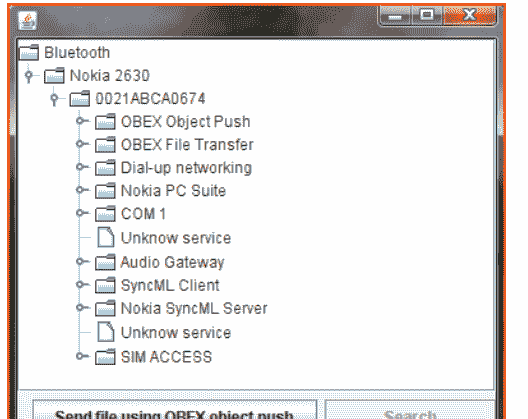 Bluetooth
Nokia 2630
0021ABCA0674
OBEX Object Push
OBEX File Transfer
Dial-up networking
Nokia PC Suite
COM 1
Unknow service
Audio Gateway
SyncML Client
Nokia SyncML Server
Unknow service
SIM ACCESS
Send file using OBEX object push
Search